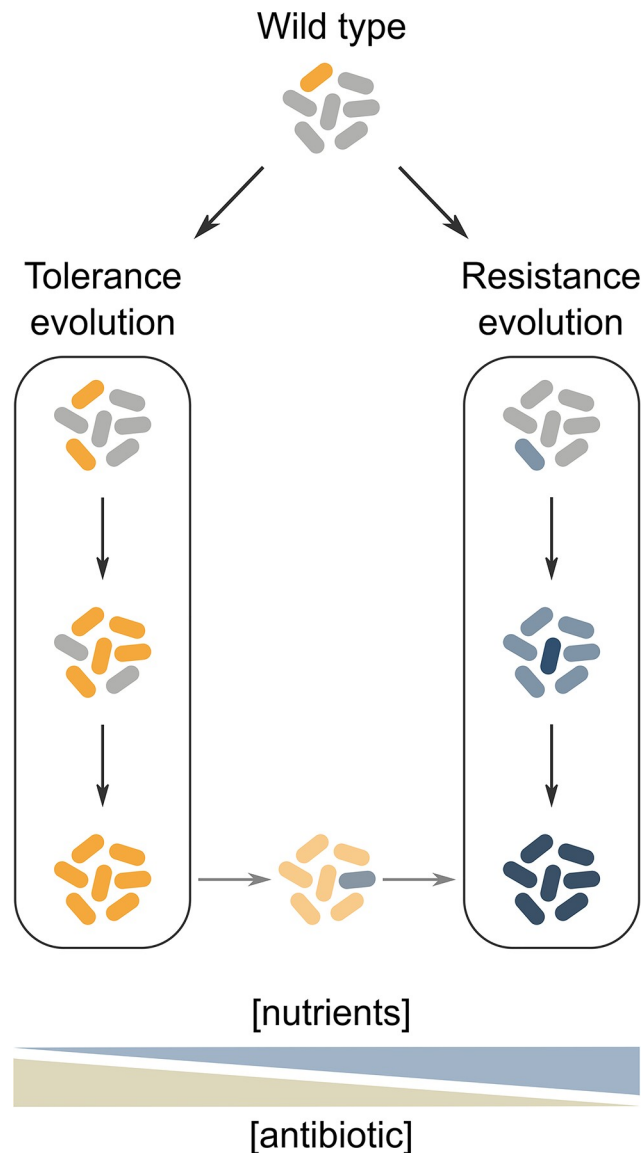 Wild type
Tolerance
evolution
Resistance
evolution
[nutrients]
[antibiotic]